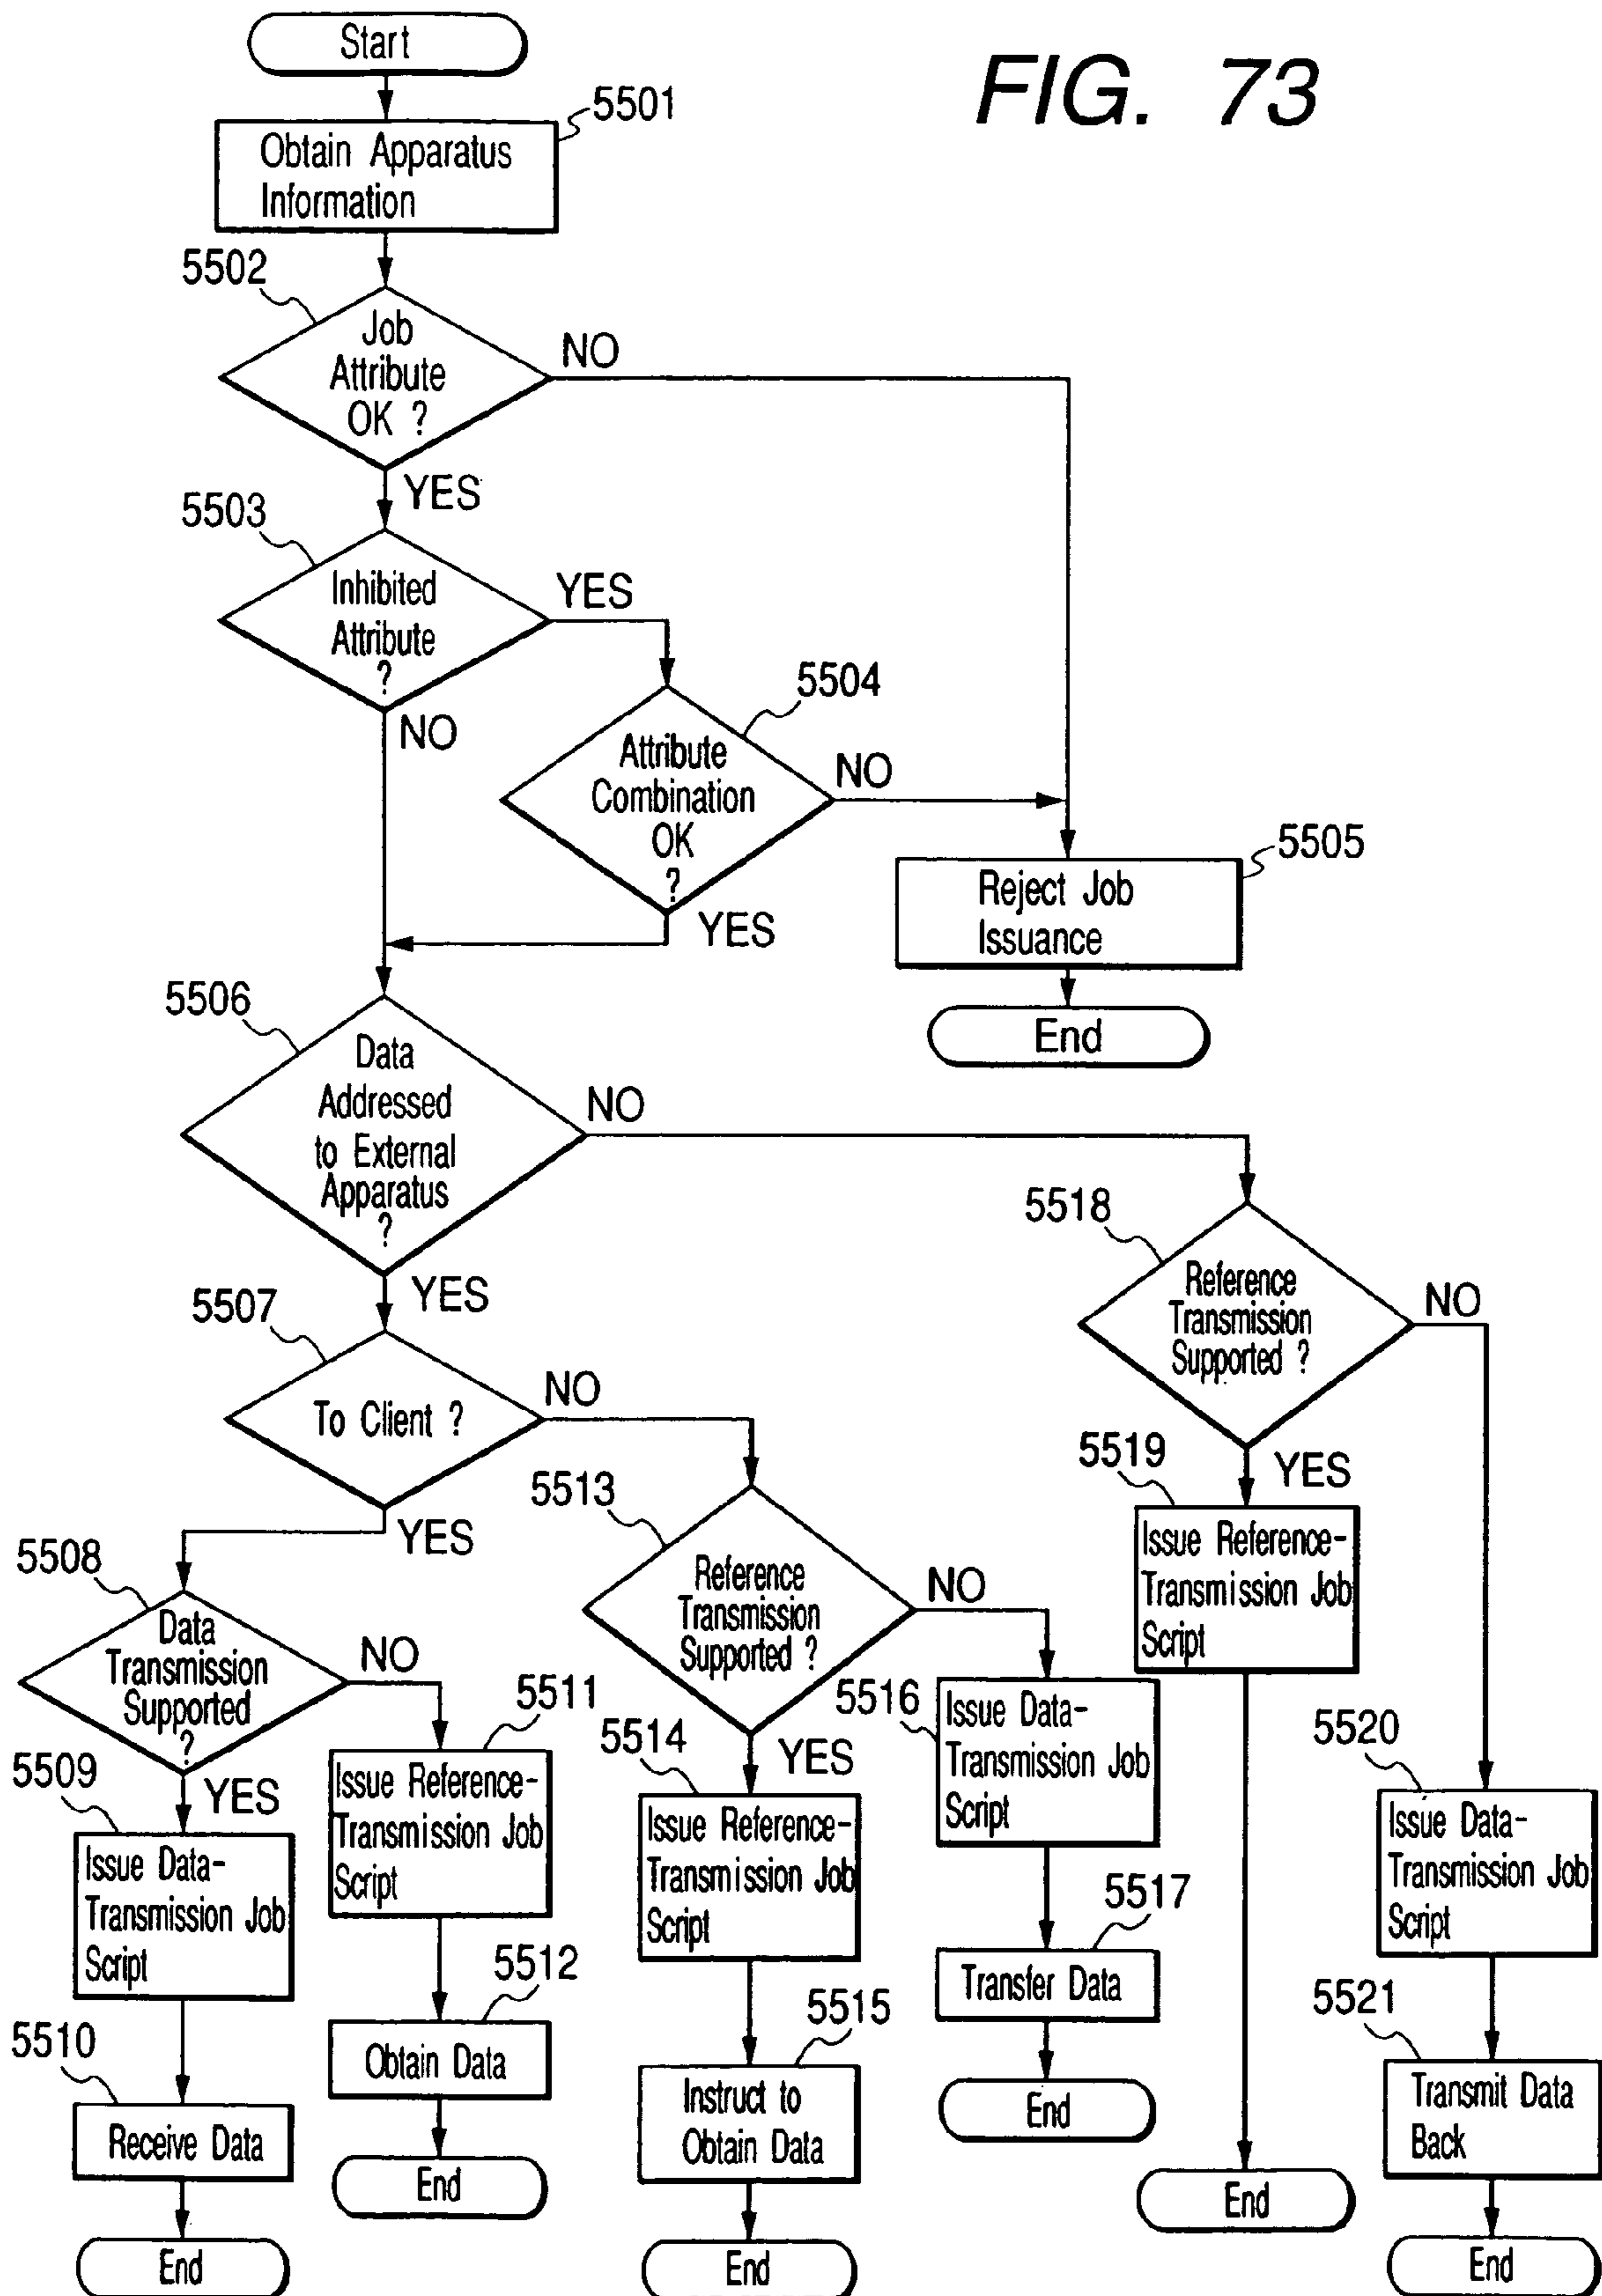 FIG. 73
Start
5501
Obtain Apparatus
Information
5502
Job
Attribute
OK ?
NO
YES
5503
Inhibited
Attribute
?
YES
NO
5504
Attribute
Combination
OK
?
NO
YES
5505
Reject Job
Issuance
End
5506
Data
Addressed
to External
Apparatus
?
NO
YES
5507
To Client ?
NO
YES
5508
Data
Transmission
Supported
?
NO
YES
5509
Issue Data-
Transmission Job
Script
5510
Receive Data
End
5511
Issue Reference-
Transmission Job
Script
5512
Obtain Data
End
5513
Reference
Transmission
Supported ?
NO
YES
5514
Issue Reference-
Transmission Job
Script
5515
Instruct to
Obtain Data
End
5516
Issue Data-
Transmission Job
Script
5517
Transfer Data
End
5518
Reference
Transmission
Supported ?
NO
YES
5519
Issue Reference-
Transmission Job
Script
End
5520
Issue Data-
Transmission Job
Script
5521
Transmit Data
Back
End